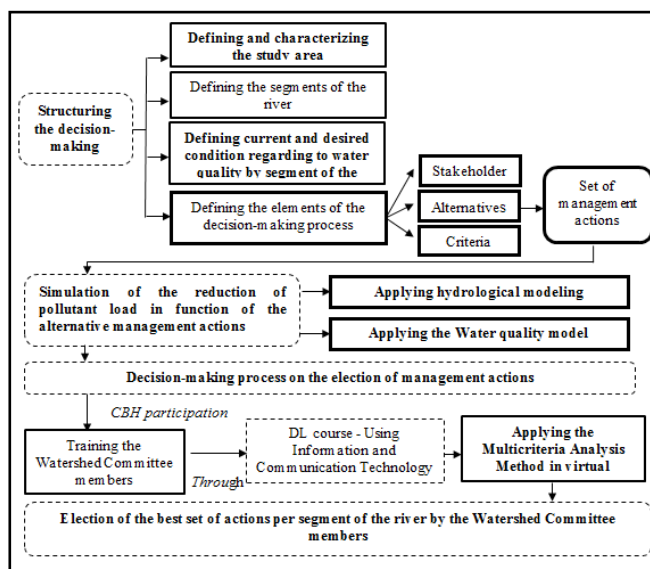 Defining and characterizing
the study area
Defining the segments of the
river
Structuring
the decision-
making
Defining current and desired
condition regarding to water
quality by segment of the
Defining the elements of the
decision-making process
Stakeholder
Alternatives
Criteria
Set of
management
actions
Simulation of the reduction of
pollutant load in function of the
alternative management actions
Applying hydrological modeling
Applying the Water quality model
Decision-making process on the election of management actions
CBH participation
Training the
Watershed Committee
members
Through
DL course - Using
Information and
Communication Technology
Applying the
Multicriteria Analysis
Method in virtual
Election of the best set of actions per segment of the river by the Watershed Committee
members